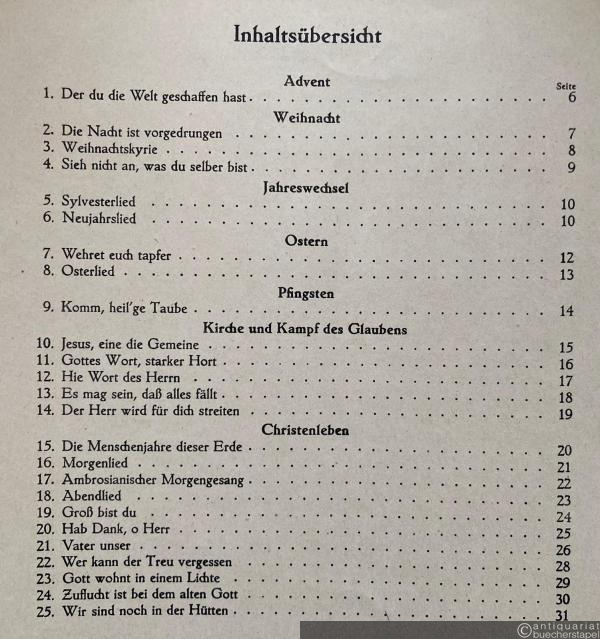 Inhaltsübersicht
Advent
Seite
1. Der du die Welt geschaffen hast . . . . . . . . . . . . . . . . . . 6
Weihnacht
2. Die Nacht ist vorgedrungen . . . . . . . . . . . . . . . . . . 7
3. Weihnachtskyrie . . . . . . . . . . . . . . . . . . 8
4. Sieh nicht an, was du selber bist . . . . . . . . . . . . . . . . . . 9
Jahreswechsel
5. Sylvesterlied . . . . . . . . . . . . . . . . . . 10
6. Neujahrslied . . . . . . . . . . . . . . . . . . 10
Ostern
7. Wehret euch tapfer . . . . . . . . . . . . . . . . . . 12
8. Osterlied . . . . . . . . . . . . . . . . . . 13
Pfingsten
9. Komm, heil'ge Taube . . . . . . . . . . . . . . . . . . 14
Kirche und Kampf des Glaubens
10. Jesus, eine die Gemeine . . . . . . . . . . . . . . . . . . 15
11. Gottes Wort, starker Hort . . . . . . . . . . . . . . . . . . 16
12. Hie Wort des Herrn . . . . . . . . . . . . . . . . . . 17
13. Es mag sein, daß alles fällt . . . . . . . . . . . . . . . . . . 18
14. Der Herr wird für dich streiten . . . . . . . . . . . . . . . . . . 19
Christenleben
15. Die Menschenjahre dieser Erde . . . . . . . . . . . . . . . . . . 20
16. Morgenlied . . . . . . . . . . . . . . . . . . 21
17. Ambrosianischer Morgengesang . . . . . . . . . . . . . . . . . . 22
18. Abendlied . . . . . . . . . . . . . . . . . . 23
19. Groß bist du . . . . . . . . . . . . . . . . . . 24
20. Hab Dank, o Herr . . . . . . . . . . . . . . . . . . 25
21. Vater unser . . . . . . . . . . . . . . . . . . 26
22. Wer kann der Treu vergessen . . . . . . . . . . . . . . . . . . 28
23. Gott wohnt in einem Lichte . . . . . . . . . . . . . . . . . . 29
24. Zuflucht ist bei dem alten Gott . . . . . . . . . . . . . . . . . . 30
25. Wir sind noch in der Hütten . . . . . . . . . . . . . . . . . . 31
antiquariat
buecherstapel